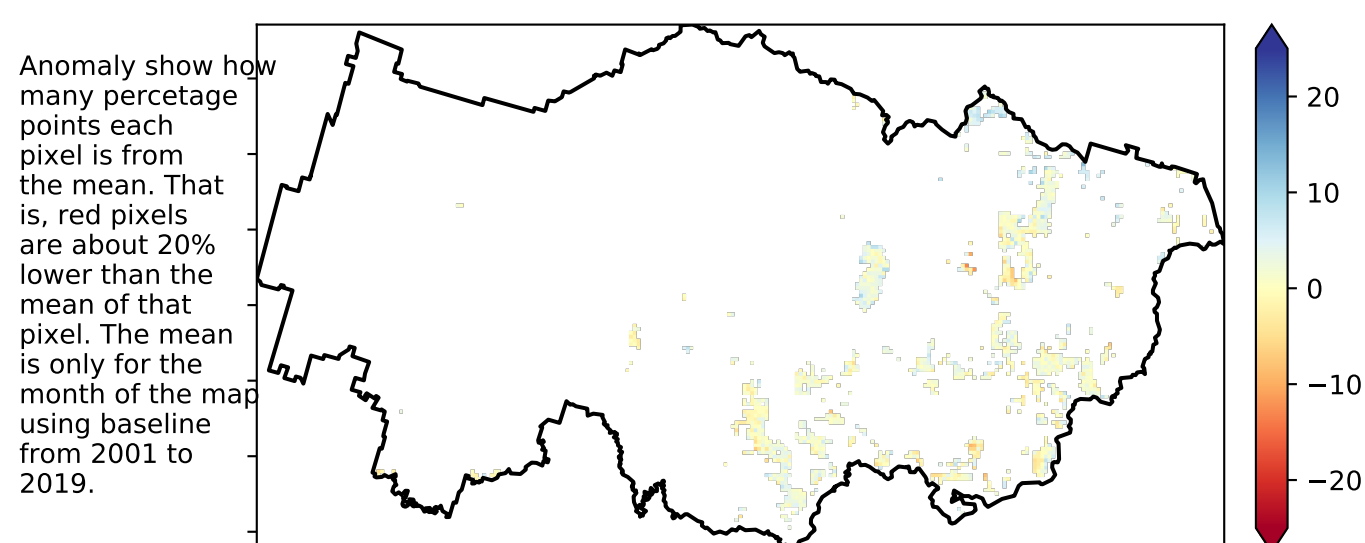 Anomaly show how
many percetage
points each
pixel is from
the mean. That
is, red pixels
are about 20%
lower than the
mean of that
pixel. The mean
is only for the
month of the map
using baseline
from 2001 to
2019.
20
10
0
−10
−20